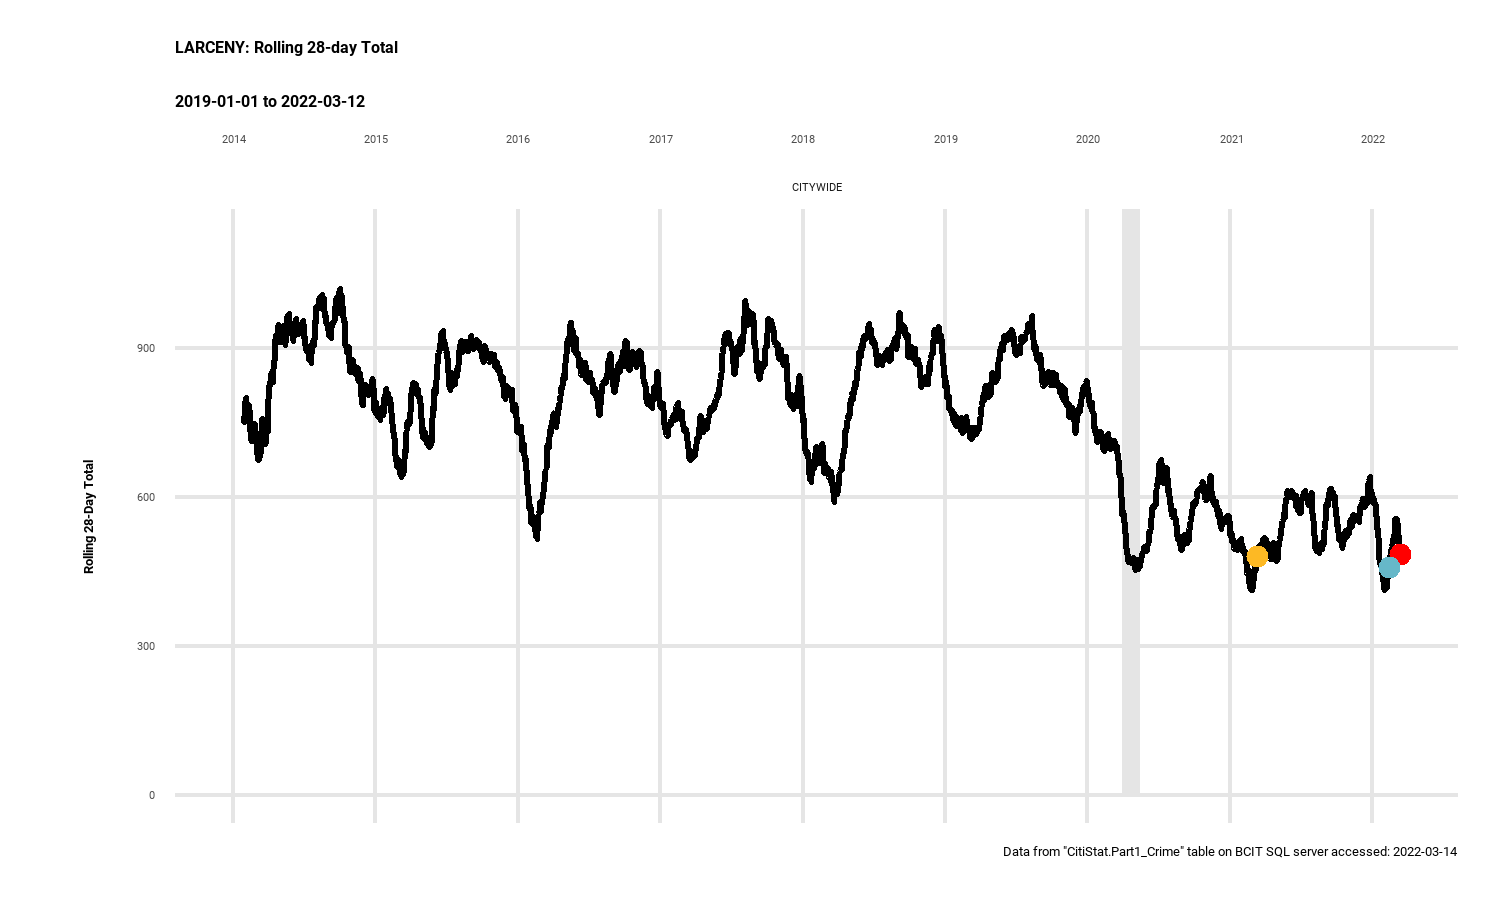 LARCENY: Rolling 28-day Total
2019-01-01 to 2022-03-12
2014 2015 2016 2017 2018 2019 2020 2021 2022
CITYWIDE
900
600
300
0
Rolling 28-Day Total
Data from "CitiStat.Part1_Crime" table on BCIT SQL server accessed: 2022-03-14